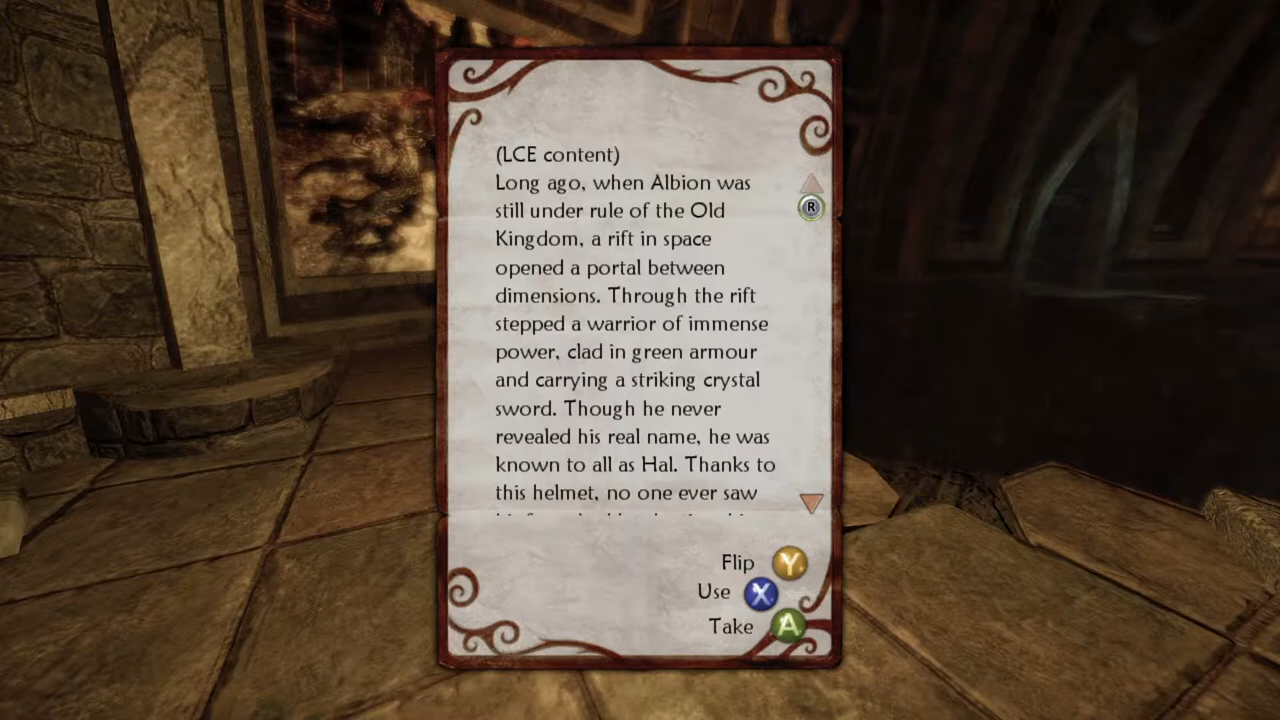 (LCE content)
Long ago, when Albion was
still under rule of the Old
Kingdom, a rift in space
opened a portal between
dimensions. Through the rift
stepped a warrior of immense
power, clad in green armour
and carrying a striking crystal
sword. Though he never
revealed his real name, he was
known to all as Hal. Thanks to
this helmet, no one ever saw
R
Flip Y
Use X
Take A